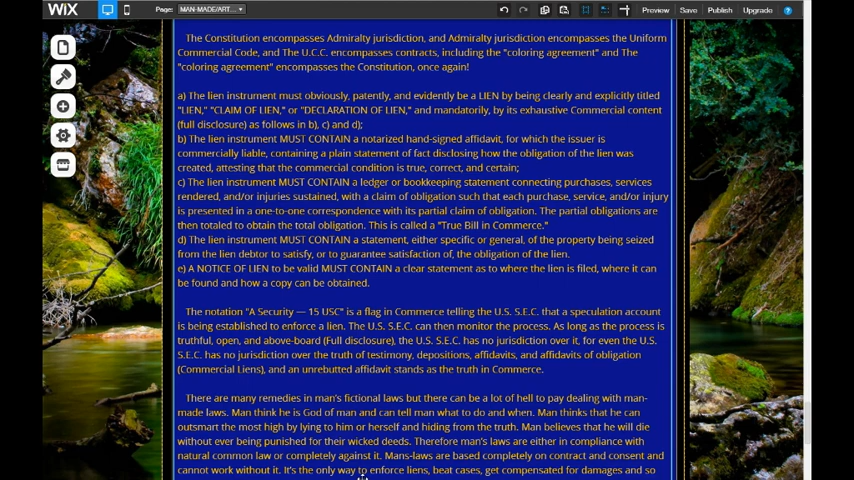 WIX
Page: MAN-MADE/ART...
Preview
Save
Publish
Upgrade
?
The Constitution encompasses Admiralty jurisdiction, and Admiralty jurisdiction encompasses the Uniform
Commercial Code, and The U.C.C. encompasses contracts, including the "coloring agreement" and The
"coloring agreement" encompasses the Constitution, once again!
a) The lien instrument must obviously, patently, and evidently be a LIEN by being clearly and explicitly titled
"LIEN," "CLAIM OF LIEN," or "DECLARATION OF LIEN," and mandatorily, by its exhaustive Commercial content
(full disclosure) as follows in b), c) and d);
b) The lien instrument MUST CONTAIN a notarized hand-signed affidavit, for which the issuer is
commercially liable, containing a plain statement of fact disclosing how the obligation of the lien was
created, attesting that the commercial condition is true, correct, and certain;
c) The lien instrument MUST CONTAIN a ledger or bookkeeping statement connecting purchases, services
rendered, and/or injuries sustained, with a claim of obligation such that each purchase, service, and/or injury
is presented in a one-to-one correspondence with its partial claim of obligation. The partial obligations are
then totaled to obtain the total obligation. This is called a "True Bill in Commerce."
d) The lien instrument MUST CONTAIN a statement, either specific or general, of the property being seized
from the lien debtor to satisfy, or to guarantee satisfaction of, the obligation of the lien.
e) A NOTICE OF LIEN to be valid MUST CONTAIN a clear statement as to where the lien is filed, where it can
be found and how a copy can be obtained.
The notation "A Security — 15 USC" is a flag in Commerce telling the U.S. S.E.C. that a speculation account
is being established to enforce a lien. The U.S. S.E.C. can then monitor the process. As long as the process is
truthful, open, and above-board (Full disclosure), the U.S. S.E.C. has no jurisdiction over it, for even the U.S.
S.E.C. has no jurisdiction over the truth of testimony, depositions, affidavits, and affidavits of obligation
(Commercial Liens), and an unrebutted affidavit stands as the truth in Commerce.
There are many remedies in man's fictional laws but there can be a lot of hell to pay dealing with man-
made laws. Man think he is God of man and can tell man what to do and when. Man thinks that he can
outsmart the most high by lying to him or herself and hiding from the truth. Man believes that he will die
without ever being punished for their wicked deeds. Therefore man's laws are either in compliance with
natural common law or completely against it. Mans-laws are based completely on contract and consent and
cannot work without it. It's the only way to enforce liens, beat cases, get compensated for damages and so